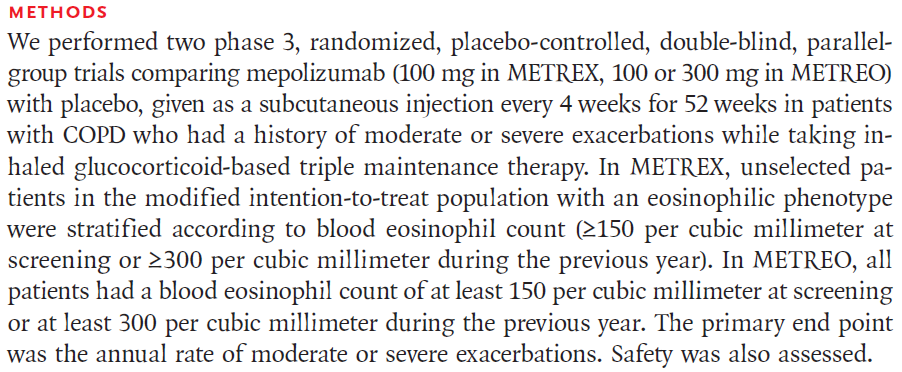 METHODS
We performed two phase 3, randomized, placebo-controlled, double-blind, parallel-
group trials comparing mepolizumab (100 mg in METREX, 100 or 300 mg in METREO)
with placebo, given as a subcutaneous injection every 4 weeks for 52 weeks in patients
with COPD who had a history of moderate or severe exacerbations while taking in-
haled glucocorticoid-based triple maintenance therapy. In METREX, unselected pa-
tients in the modified intention-to-treat population with an eosinophilic phenotype
were stratified according to blood eosinophil count (≥150 per cubic millimeter at
screening or ≥300 per cubic millimeter during the previous year). In METREO, all
patients had a blood eosinophil count of at least 150 per cubic millimeter at screening
or at least 300 per cubic millimeter during the previous year. The primary end point
was the annual rate of moderate or severe exacerbations. Safety was also assessed.